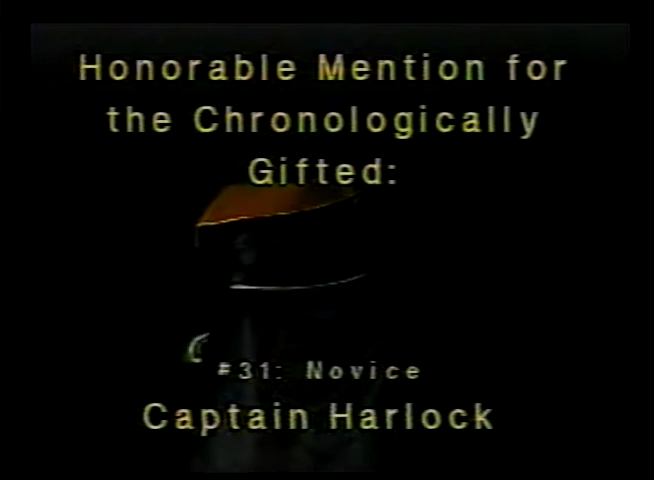 Honorable Mention for
the Chronologically
Gifted:
#31: Novice
Captain Harlock